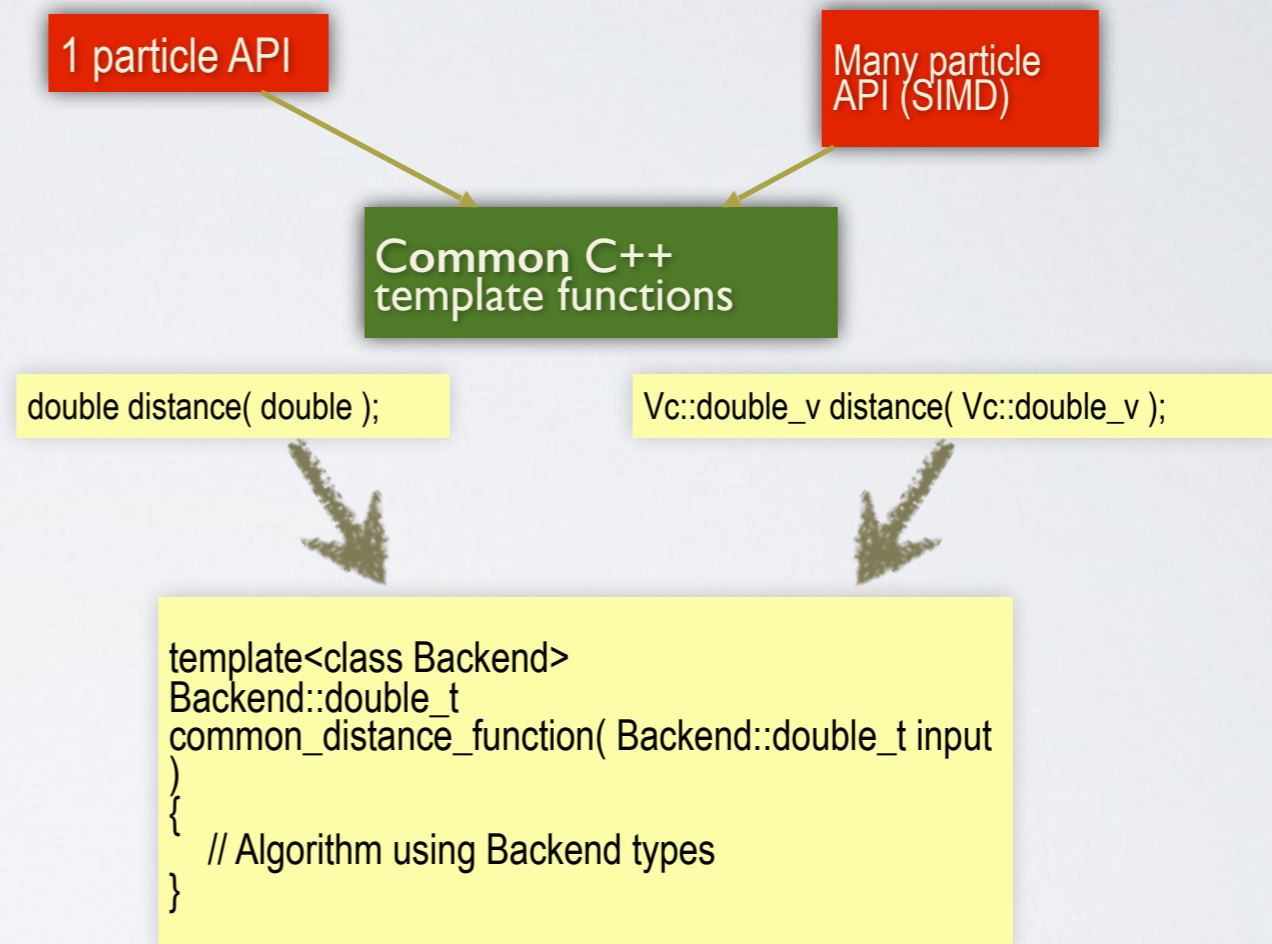 1 particle API
Many particle
API (SIMD)
Common C++
template functions
double distance( double );
Vc::double_v distance( Vc::double_v );
template<class Backend>
Backend::double_t
common_distance_function( Backend::double_t input
)
{
// Algorithm using Backend types
}